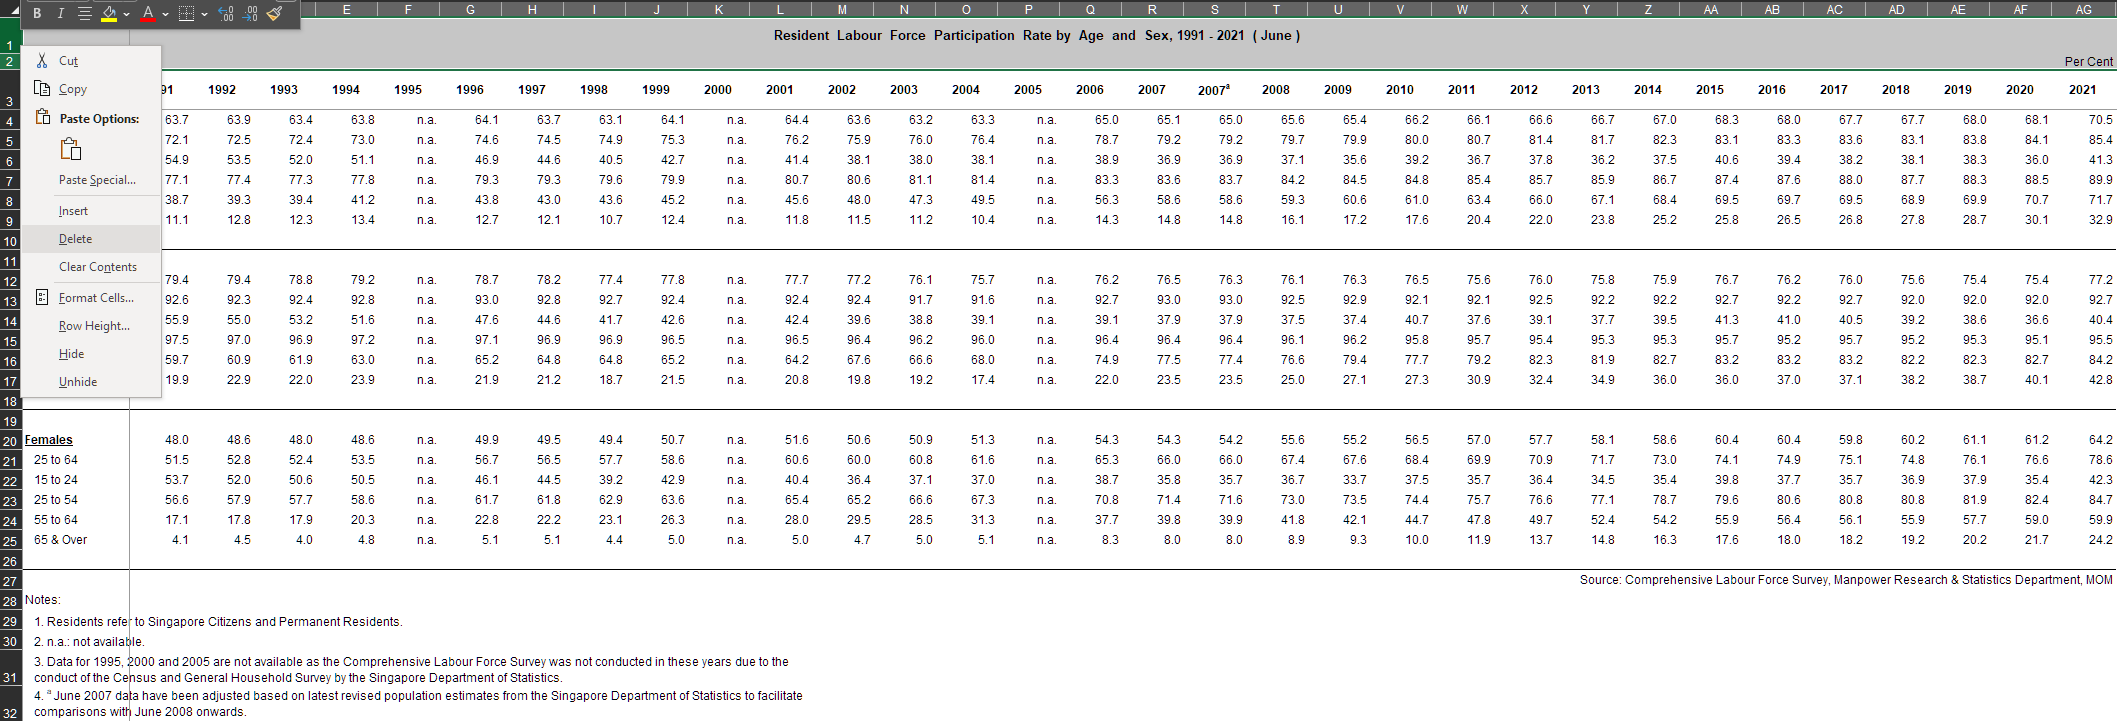 B I A
E F G H I J K L M N O P Q R S T U V W X Y Z AA AB AC AD AE AF AG
1 Resident Labour Force Participation Rate by Age and Sex, 1991 - 2021 ( June )
2 Per Cent
Cut
Copy
Paste Options:
Paste Special...
Insert
Delete
Clear Contents
Format Cells...
Row Height...
Hide
Unhide
3 91 1992 1993 1994 1995 1996 1997 1998 1999 2000 2001 2002 2003 2004 2005 2006 2007 2007a 2008 2009 2010 2011 2012 2013 2014 2015 2016 2017 2018 2019 2020 2021
4 63.7 63.9 63.4 63.8 n.a. 64.1 63.7 63.1 64.1 n.a. 64.4 63.6 63.2 63.3 n.a. 65.0 65.1 65.0 65.6 65.4 66.2 66.1 66.6 66.7 67.0 68.3 68.0 67.7 67.7 68.0 68.1 70.5
5 72.1 72.5 72.4 73.0 n.a. 74.6 74.5 74.9 75.3 n.a. 76.2 75.9 76.0 76.4 n.a. 78.7 79.2 79.2 79.7 79.9 80.0 80.7 81.4 81.7 82.3 83.1 83.3 83.6 83.1 83.8 84.1 85.4
6 54.9 53.5 52.0 51.1 n.a. 46.9 44.6 40.5 42.7 n.a. 41.4 38.1 38.0 38.1 n.a. 38.9 36.9 36.9 37.1 35.6 39.2 36.7 37.8 36.2 37.5 40.6 39.4 38.2 38.1 38.3 36.0 41.3
7 77.1 77.4 77.3 77.8 n.a. 79.3 79.3 79.6 79.9 n.a. 80.7 80.6 81.1 81.4 n.a. 83.3 83.6 83.7 84.2 84.5 84.8 85.4 85.7 85.9 86.7 87.4 87.6 88.0 87.7 88.3 88.5 89.9
8 38.7 39.3 39.4 41.2 n.a. 43.8 43.0 43.6 45.2 n.a. 45.6 48.0 47.3 49.5 n.a. 56.3 58.6 58.6 59.3 60.6 61.0 63.4 66.0 67.1 68.4 69.5 69.7 69.5 68.9 69.9 70.7 71.7
9 11.1 12.8 12.3 13.4 n.a. 12.7 12.1 10.7 12.4 n.a. 11.8 11.5 11.2 10.4 n.a. 14.3 14.8 14.8 16.1 17.2 17.6 20.4 22.0 23.8 25.2 25.8 26.5 26.8 27.8 28.7 30.1 32.9
10
11
12 79.4 79.4 78.8 79.2 n.a. 78.7 78.2 77.4 77.8 n.a. 77.7 77.2 76.1 75.7 n.a. 76.2 76.5 76.3 76.1 76.3 76.5 75.6 76.0 75.8 75.9 76.7 76.2 76.0 75.6 75.4 75.4 77.2
13 92.6 92.3 92.4 92.8 n.a. 93.0 92.8 92.7 92.4 n.a. 92.4 92.4 91.7 91.6 n.a. 92.7 93.0 93.0 92.5 92.9 92.1 92.1 92.5 92.2 92.2 92.7 92.2 92.7 92.0 92.0 92.0 92.7
14 55.9 55.0 53.2 51.6 n.a. 47.6 44.6 41.7 42.6 n.a. 42.4 39.6 38.8 39.1 n.a. 39.1 37.9 37.9 37.5 37.4 40.7 37.6 39.1 37.7 39.5 41.3 41.0 40.5 39.2 38.6 36.6 40.4
15 97.5 97.0 96.9 97.2 n.a. 97.1 96.9 96.9 96.5 n.a. 96.5 96.4 96.2 96.0 n.a. 96.4 96.4 96.4 96.1 96.2 95.8 95.7 95.4 95.3 95.3 95.7 95.2 95.7 95.2 95.3 95.1 95.5
16 59.7 60.9 61.9 63.0 n.a. 65.2 64.8 64.8 65.2 n.a. 64.2 67.6 66.6 68.0 n.a. 74.9 77.5 77.4 76.6 79.4 77.7 79.2 82.3 81.9 82.7 83.2 83.2 83.2 82.2 82.3 82.7 84.2
17 19.9 22.9 22.0 23.9 n.a. 21.9 21.2 18.7 21.5 n.a. 20.8 19.8 19.2 17.4 n.a. 22.0 23.5 23.5 25.0 27.1 27.3 30.9 32.4 34.9 36.0 36.0 37.0 37.1 38.2 38.7 40.1 42.8
18
19
20 Females 48.0 48.6 48.0 48.6 n.a. 49.9 49.5 49.4 50.7 n.a. 51.6 50.6 50.9 51.3 n.a. 54.3 54.3 54.2 55.6 55.2 56.5 57.0 57.7 58.1 58.6 60.4 60.4 59.8 60.2 61.1 61.2 64.2
21 25 to 64 51.5 52.8 52.4 53.5 n.a. 56.7 56.5 57.7 58.6 n.a. 60.6 60.0 60.8 61.6 n.a. 65.3 66.0 66.0 67.4 67.6 68.4 69.9 70.9 71.7 73.0 74.1 74.9 75.1 74.8 76.1 76.6 78.6
22 15 to 24 53.7 52.0 50.6 50.5 n.a. 46.1 44.5 39.2 42.9 n.a. 40.4 36.4 37.1 37.0 n.a. 38.7 35.8 35.7 36.7 33.7 37.5 35.7 36.4 34.5 35.4 39.8 37.7 35.7 36.9 37.9 35.4 42.3
23 25 to 54 56.6 57.9 57.7 58.6 n.a. 61.7 61.8 62.9 63.6 n.a. 65.4 65.2 66.6 67.3 n.a. 70.8 71.4 71.6 73.0 73.5 74.4 75.7 76.6 77.1 78.7 79.6 80.6 80.8 80.8 81.9 82.4 84.7
24 55 to 64 17.1 17.8 17.9 20.3 n.a. 22.8 22.2 23.1 26.3 n.a. 28.0 29.5 28.5 31.3 n.a. 37.7 39.8 39.9 41.8 42.1 44.7 47.8 49.7 52.4 54.2 55.9 56.4 56.1 55.9 57.7 59.0 59.9
25 65 & Over 4.1 4.5 4.0 4.8 n.a. 5.1 5.1 4.4 5.0 n.a. 5.0 4.7 5.0 5.1 n.a. 8.3 8.0 8.0 8.9 9.3 10.0 11.9 13.7 14.8 16.3 17.6 18.0 18.2 19.2 20.2 21.7 24.2
26
27 Source: Comprehensive Labour Force Survey, Manpower Research & Statistics Department, MOM
28 Notes:
29 1. Residents refer to Singapore Citizens and Permanent Residents.
30 2. n.a.: not available.
3. Data for 1995, 2000 and 2005 are not available as the Comprehensive Labour Force Survey was not conducted in these years due to the
31 conduct of the Census and General Household Survey by the Singapore Department of Statistics.
4. a June 2007 data have been adjusted based on latest revised population estimates from the Singapore Department of Statistics to facilitate
32 comparisons with June 2008 onwards.